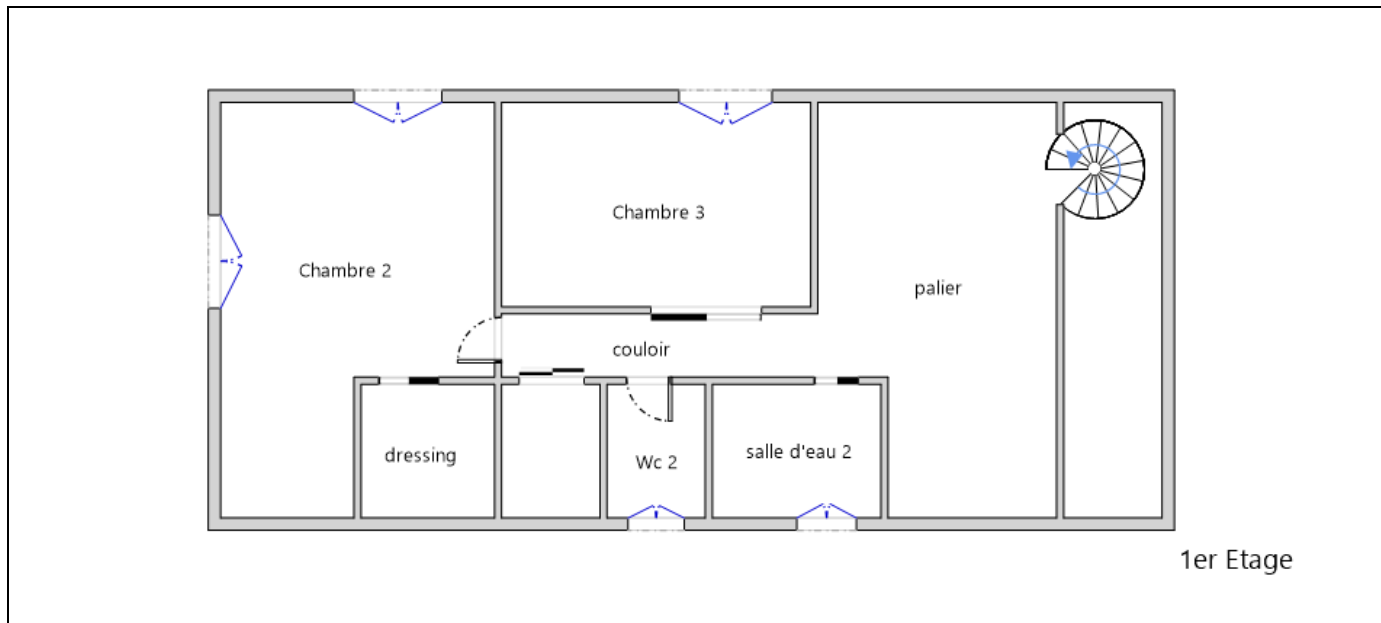 Chambre 3
Chambre 2
palier
couloir
dressing
Wc 2
salle d'eau 2
1er Etage